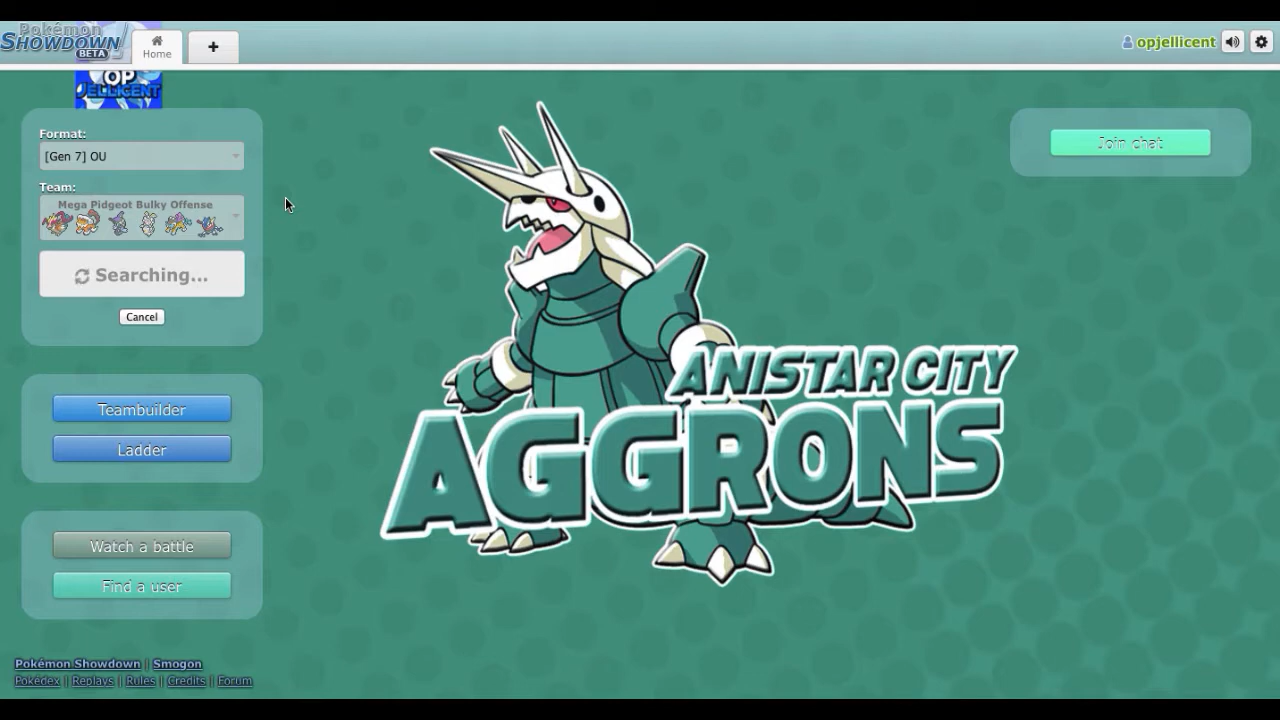 Pokémon
SHOWDOWN
BETA
Home
+
opjellicent
OP
JELLICENT
Format:
[Gen 7] OU
Team:
Mega Pidgeot Bulky Offense
Searching...
Cancel
Join chat
Teambuilder
Ladder
Watch a battle
Find a user
ANISTAR CITY
AGGRONS
Pokémon Showdown | Smogon
Pokédex | Replays | Rules | Credits | Forum